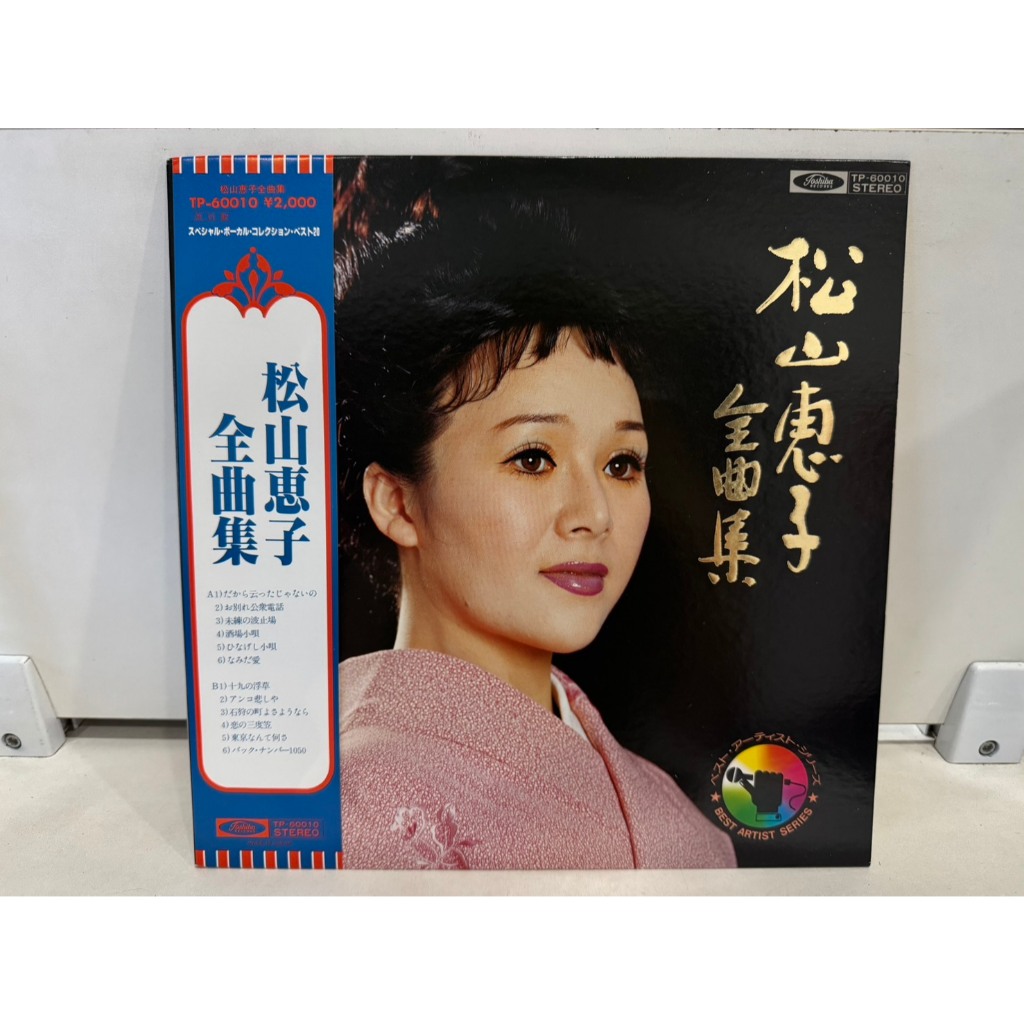 松山恵子全曲集
TP-60010 ¥2,000
スペシャル・ボーカル・コレクション・ベスト20
松山恵子
全曲集
A1)だから云ったじゃないの
2)お別れ公衆電話
3)未練の波止場
4)酒場小唄
5)ひなげし小唄
6)なみだ愛
B1)十九の浮草
2)アンコ悲しや
3)石狩の町よさようなら
4)恋の三度笠
5)東京なんて何さ
6)バック・ナンバー1050
Toshiba
RECORDS
TP-60010
STEREO
Toshiba
RECORDS
TP-60010
STEREO
松山恵子
全曲集
ベスト・アーティスト・シリーズ
★ BEST ARTIST SERIES ★